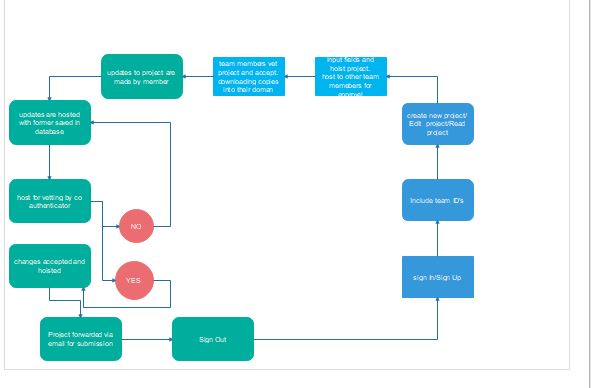 updates to project are
made by member
team members vet
project and accept.
downloading copies
into their doman
input fields and
hoist project.
host to other team
memebers for
approvel
updates are hosted
with former saved in
database
create new project/
Edit project/Read
project
host for vetting by co
authenticator
NO
Include team ID's
changes accepted and
hoisted
YES
sign In/Sign Up
Project forwarded via
email for submission
Sign Out